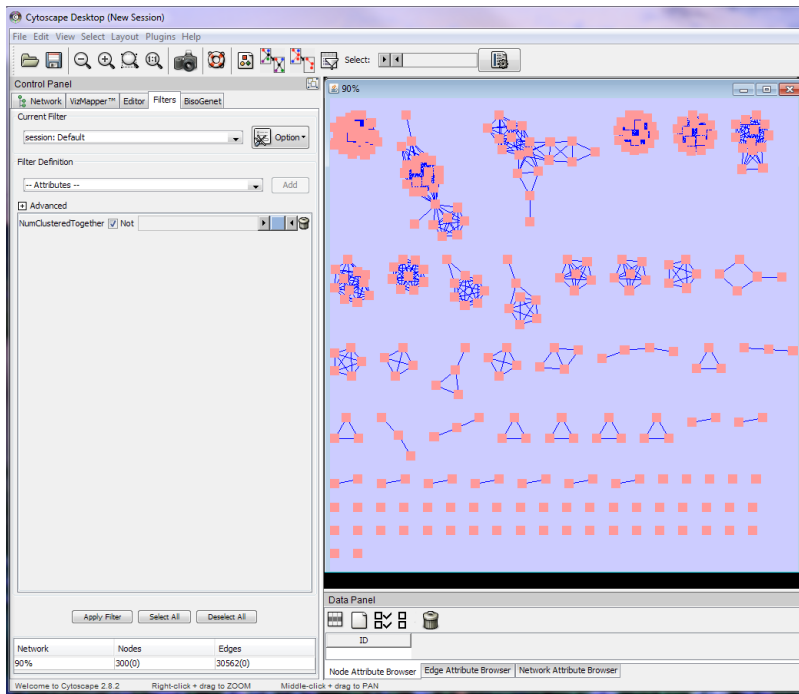 Cytoscape Desktop (New Session)
File Edit View Select Layout Plugins Help
Select:
Control Panel
Network VizMapper™ Editor Filters BisoGenet
Current Filter
session: Default Option
Filter Definition
-- Attributes -- Add
Advanced
NumClusteredTogether Not
Apply Filter Select All Deselect All
Network Nodes Edges
90% 300(0) 30562(0)
90%
Data Panel
ID
Node Attribute Browser Edge Attribute Browser Network Attribute Browser
Welcome to Cytoscape 2.8.2 Right-click + drag to ZOOM Middle-click + drag to PAN